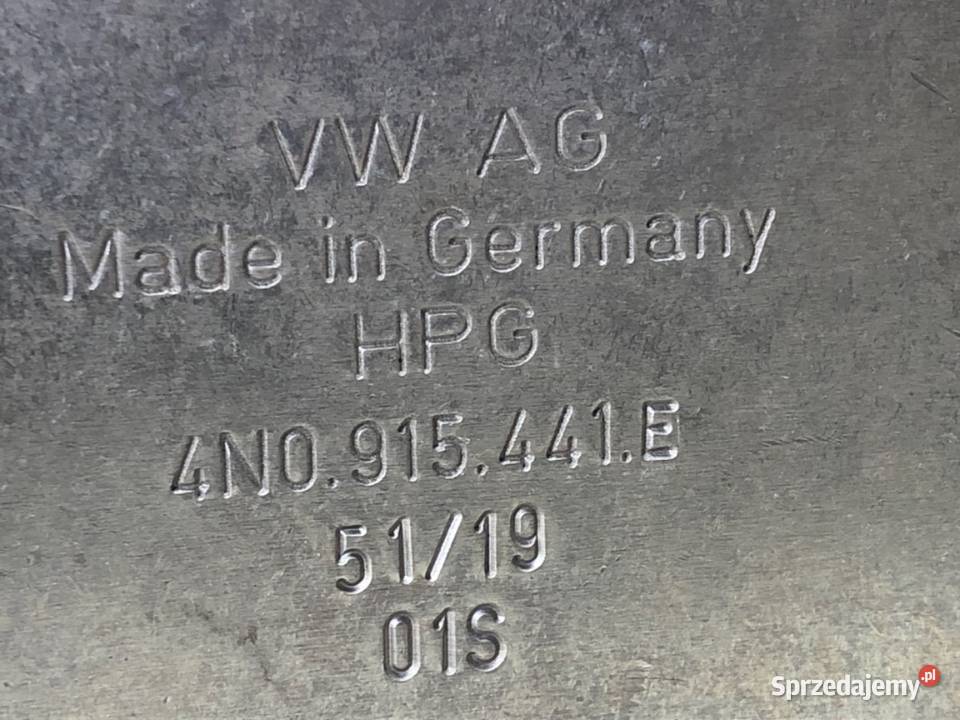 VW AG
Made in Germany
HPG
4N0.915.441.E
51/19
01S
Sprzedajemy.pl